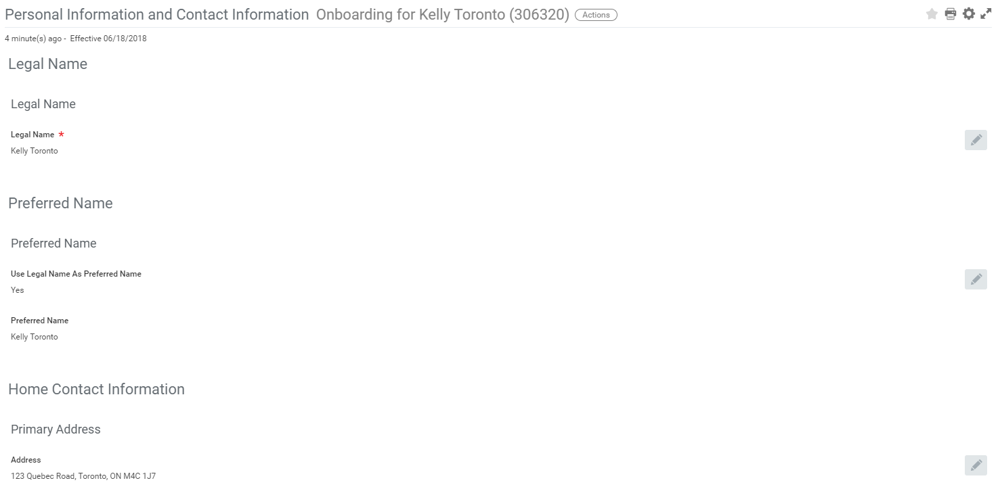 Personal Information and Contact Information Onboarding for Kelly Toronto (306320) Actions
4 minute(s) ago - Effective 06/18/2018
Legal Name
Legal Name
Legal Name *
Kelly Toronto
Preferred Name
Preferred Name
Use Legal Name As Preferred Name
Yes
Preferred Name
Kelly Toronto
Home Contact Information
Primary Address
Address
123 Quebec Road, Toronto, ON M4C 1J7